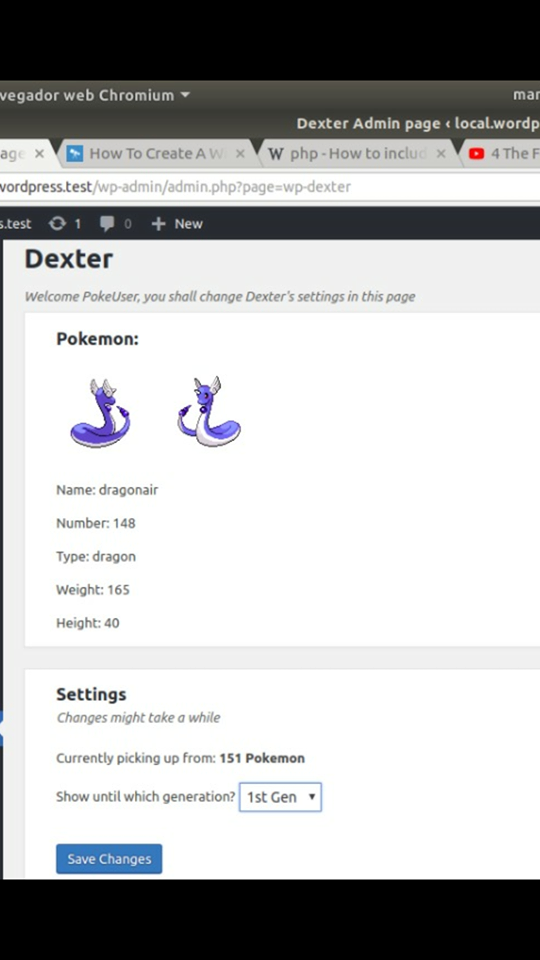 vegador web Chromium
mar
Dexter Admin page ‹ local.wordp
age
How To Create A W
php - How to includ
4 The F
wordpress.test/wp-admin/admin.php?page=wp-dexter
s.test
1
0
New
Dexter
Welcome PokeUser, you shall change Dexter's settings in this page
Pokemon:
Name: dragonair
Number: 148
Type: dragon
Weight: 165
Height: 40
Settings
Changes might take a while
Currently picking up from: 151 Pokemon
Show until which generation? 1st Gen
Save Changes